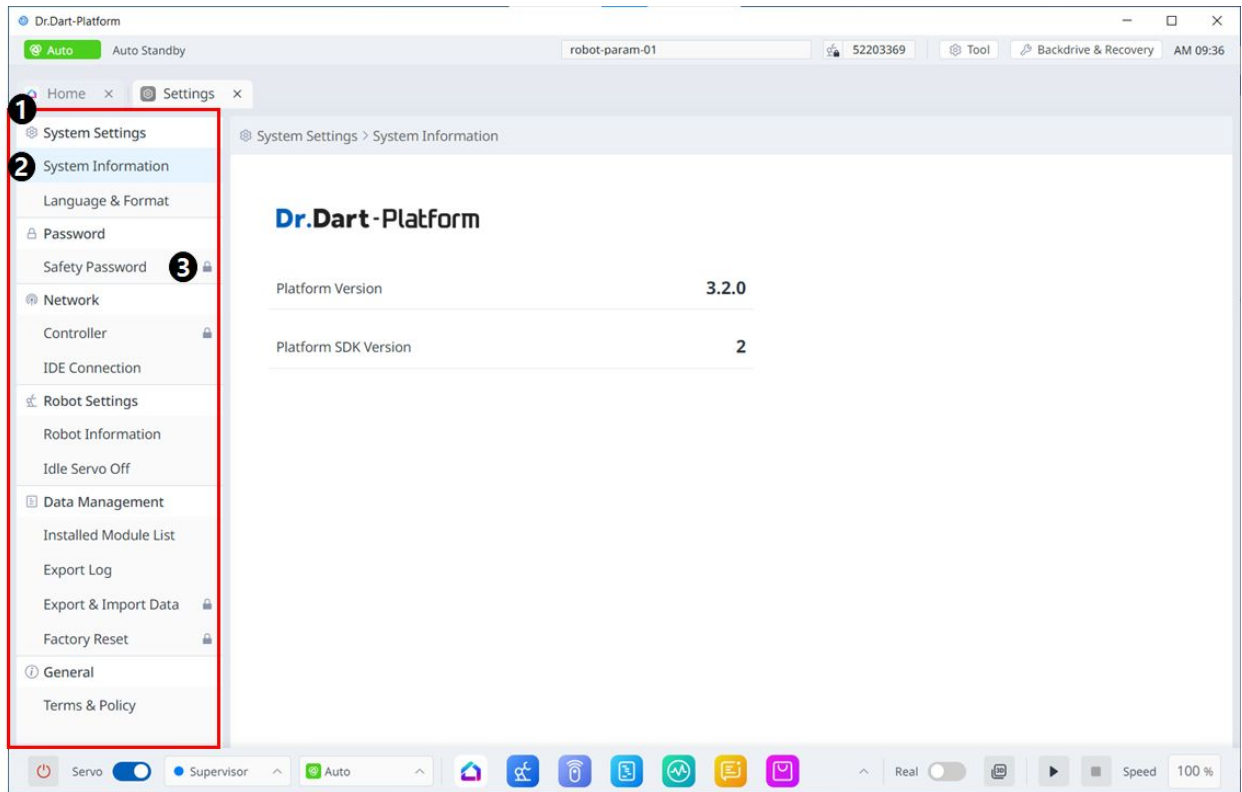 Dr.Dart-Platform
Auto Auto Standby robot-param-01 52203369 Tool Backdrive & Recovery AM 09:36
Home Settings
1
System Settings
2 System Information
Language & Format
Password
Safety Password 3
Network
Controller
IDE Connection
Robot Settings
Robot Information
Idle Servo Off
Data Management
Installed Module List
Export Log
Export & Import Data
Factory Reset
General
Terms & Policy
System Settings > System Information
Dr.Dart-Platform
Platform Version 3.2.0
Platform SDK Version 2
Servo Supervisor Auto Real 3D Speed 100 %